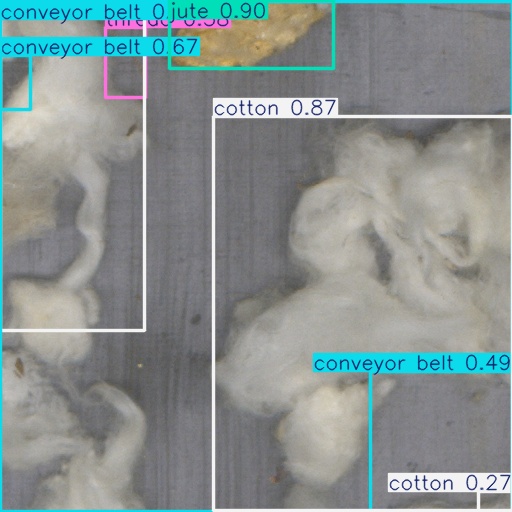 conveyor belt 0.
jute 0.90
conveyor belt 0.67
cotton 0.87
conveyor belt 0.49
cotton 0.27